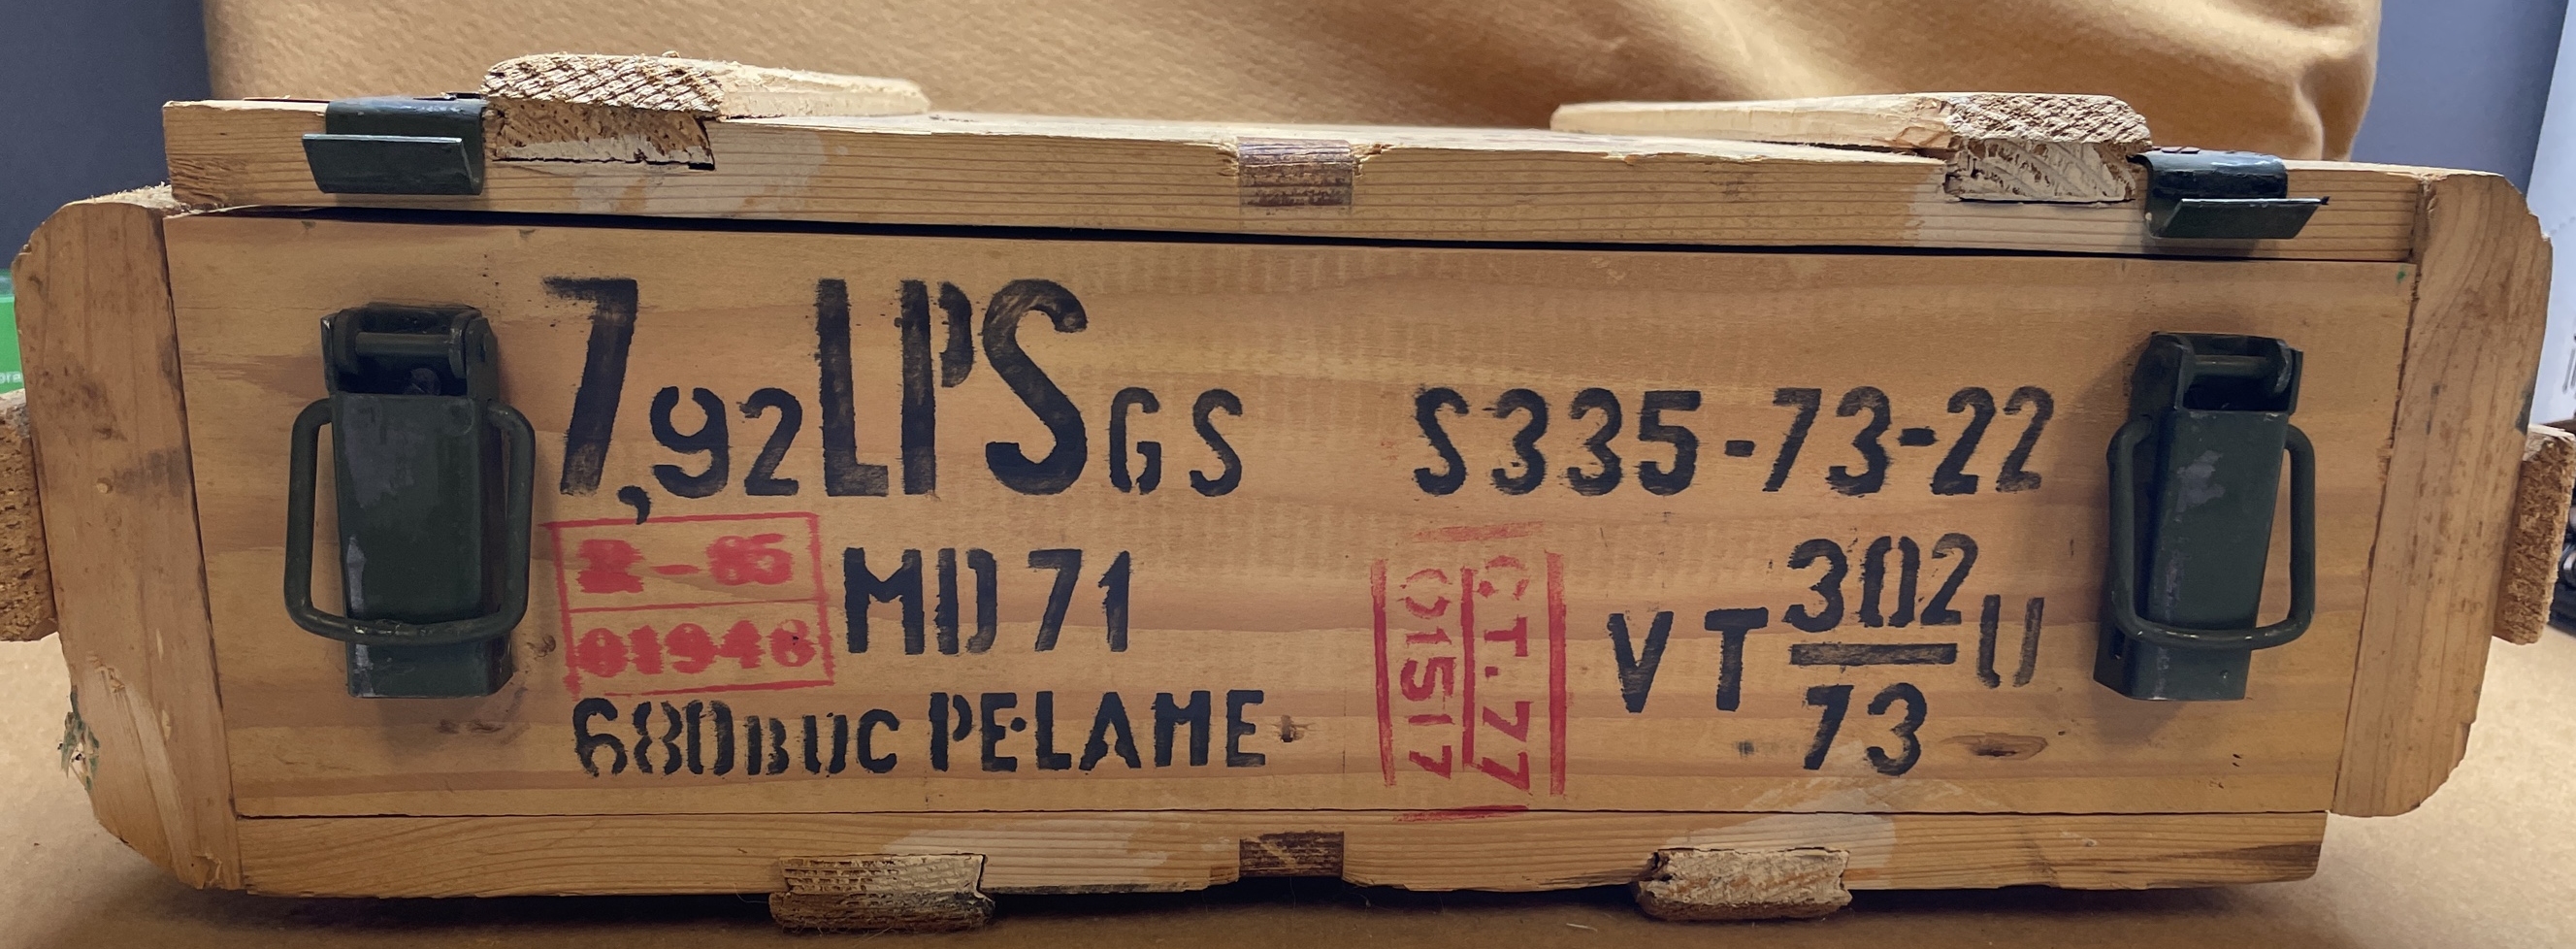 7,92 LPS GS
S335-73-22
R-85
01946
MD 71
C.T.77
01517
VT 302/73 U
680 BUC PE LAME